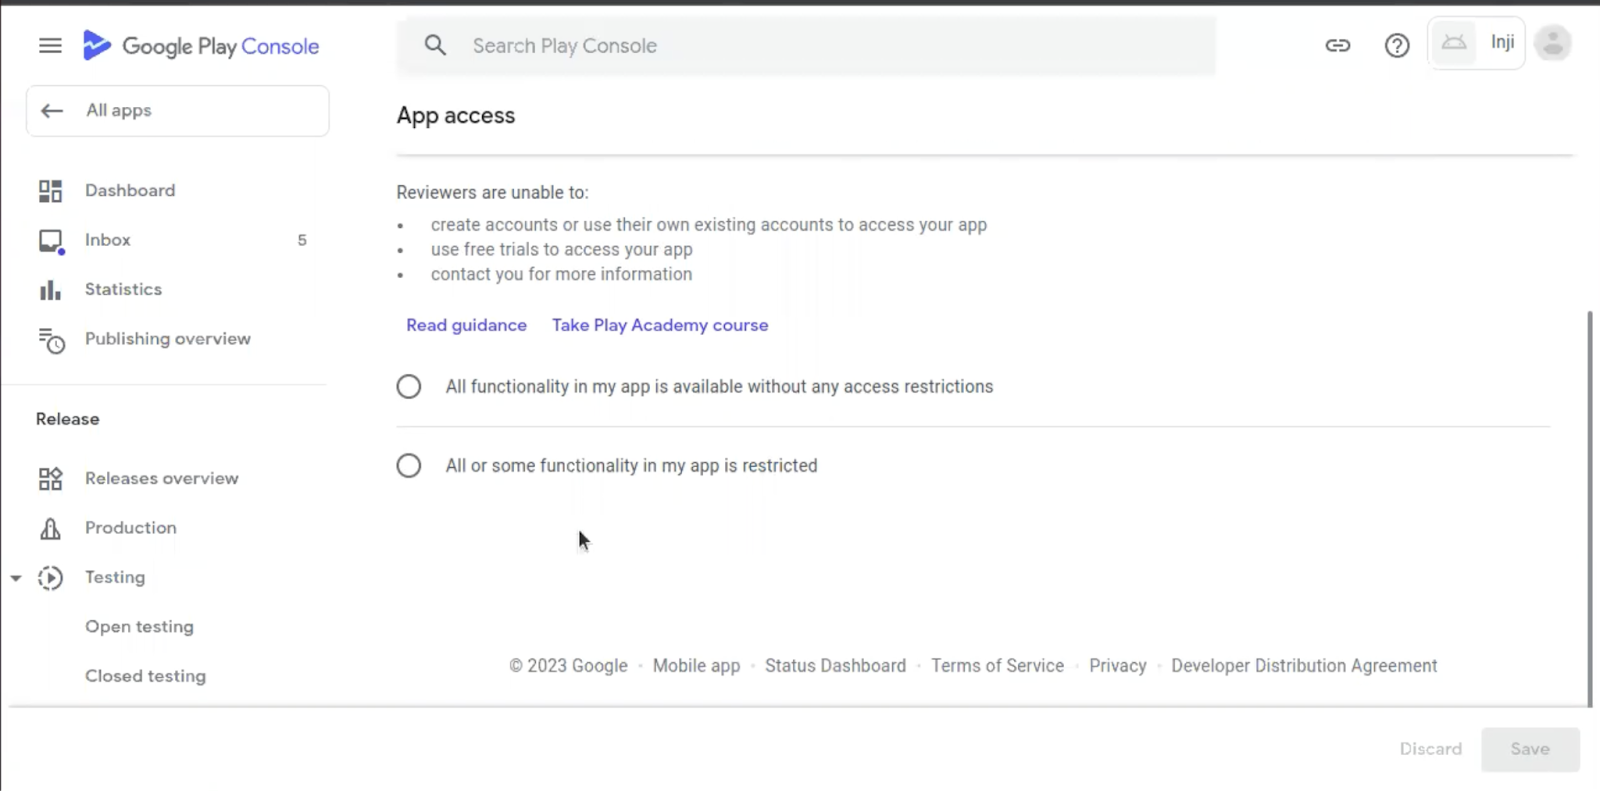 Google Play Console
Search Play Console
Inji
All apps
App access
Dashboard
Inbox 5
Statistics
Publishing overview
Release
Releases overview
Production
Testing
Open testing
Closed testing
Reviewers are unable to:
• create accounts or use their own existing accounts to access your app
• use free trials to access your app
• contact you for more information
Read guidance Take Play Academy course
All functionality in my app is available without any access restrictions
All or some functionality in my app is restricted
© 2023 Google · Mobile app · Status Dashboard · Terms of Service · Privacy · Developer Distribution Agreement
Discard Save